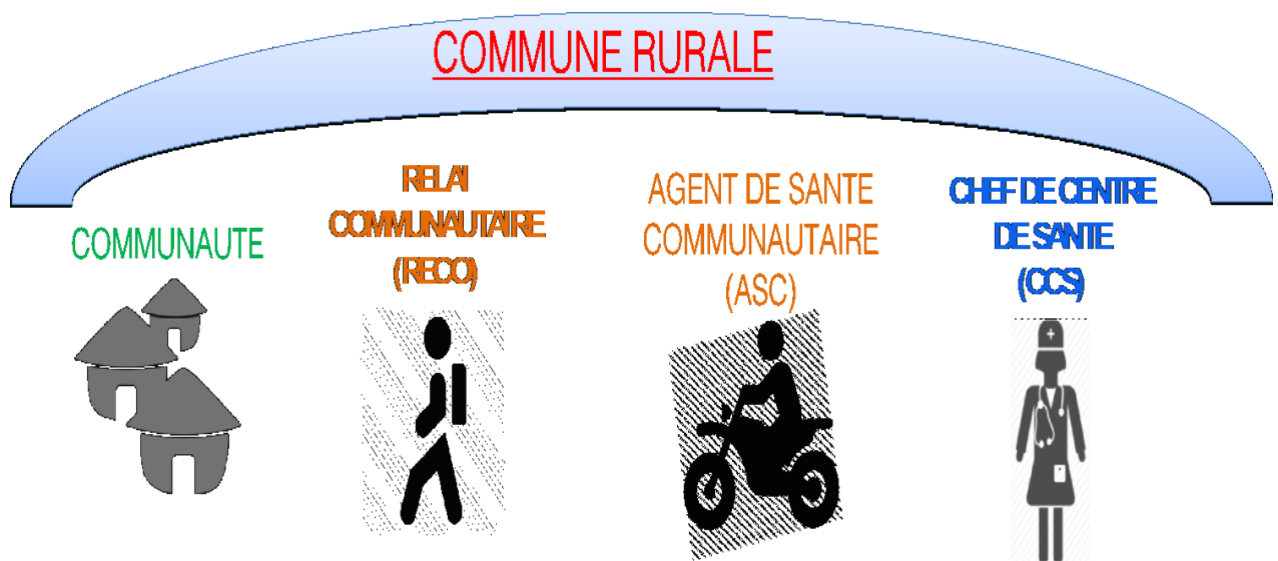 COMMUNE RURALE
COMMUNAUTE
RELAI
COMMUNAUTAIRE
(RECO)
AGENT DE SANTE
COMMUNAUTAIRE
(ASC)
CHEF DE CENTRE
DE SANTE
(CCS)